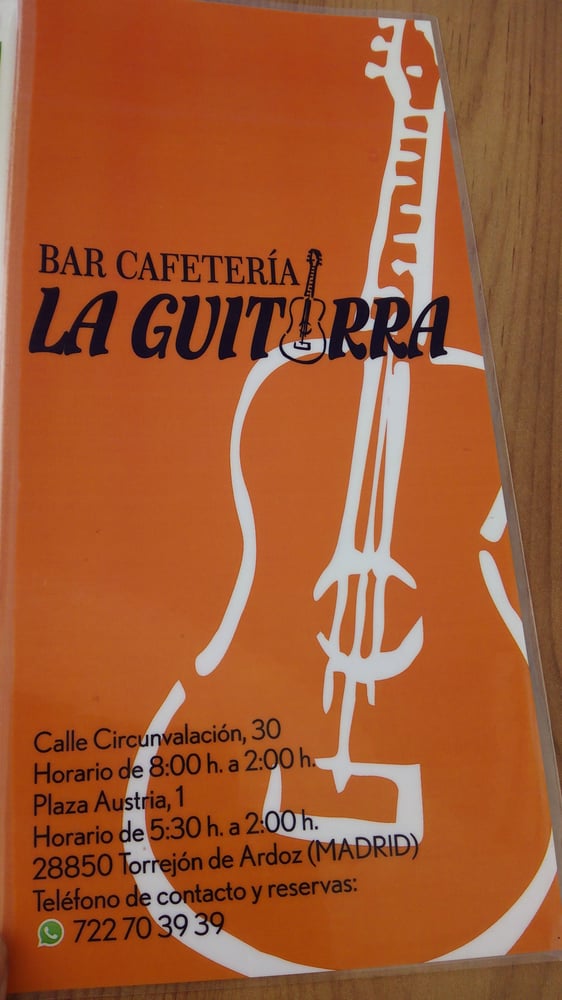 BAR CAFETERÍA
LA GUITARRA
Calle Circunvalación, 30
Horario de 8:00 h. a 2:00 h.
Plaza Austria, 1
Horario de 5:30 h. a 2:00 h.
28850 Torrejón de Ardoz (MADRID)
Teléfono de contacto y reservas:
722 70 39 39